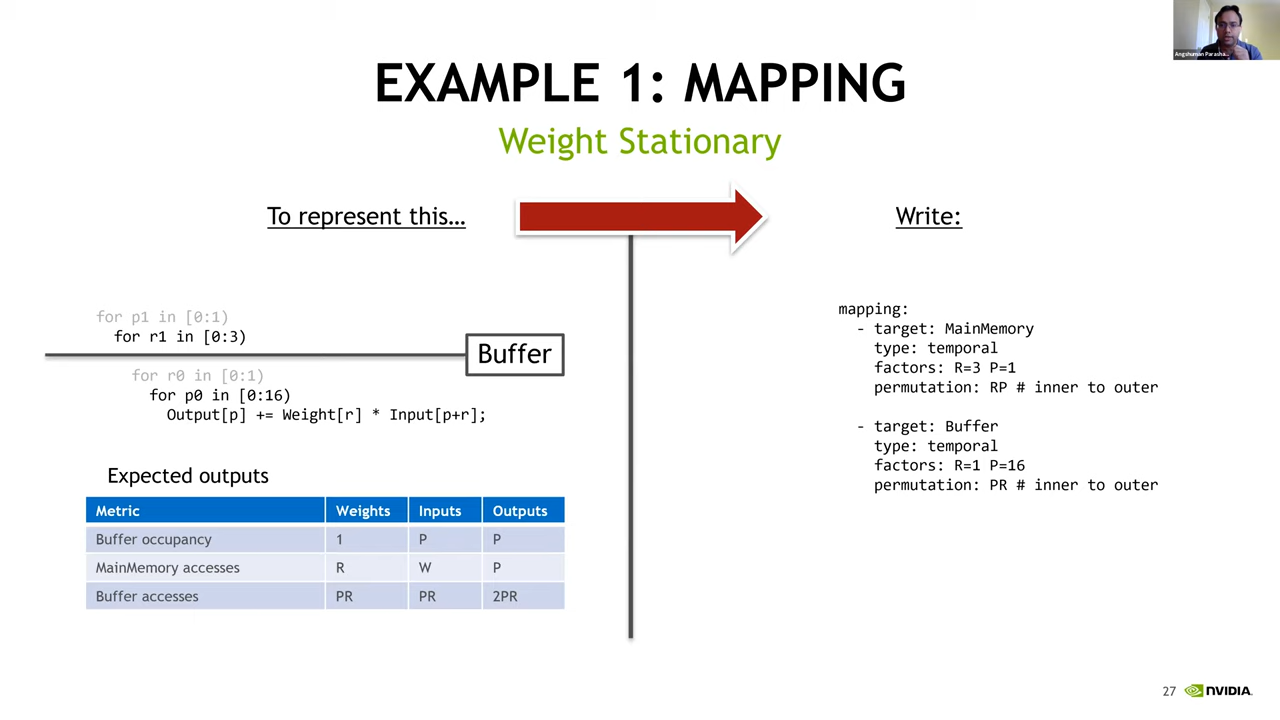 Angshuman Parasha...
EXAMPLE 1: MAPPING
Weight Stationary
To represent this…
Write:
for p1 in [0:1)
for r1 in [0:3)
Buffer
for r0 in [0:1)
for p0 in [0:16)
Output[p] += Weight[r] * Input[p+r];
Expected outputs
Metric Weights Inputs Outputs
Buffer occupancy 1 P P
MainMemory accesses R W P
Buffer accesses PR PR 2PR
mapping:
- target: MainMemory
type: temporal
factors: R=3 P=1
permutation: RP # inner to outer
- target: Buffer
type: temporal
factors: R=1 P=16
permutation: PR # inner to outer
27 NVIDIA.